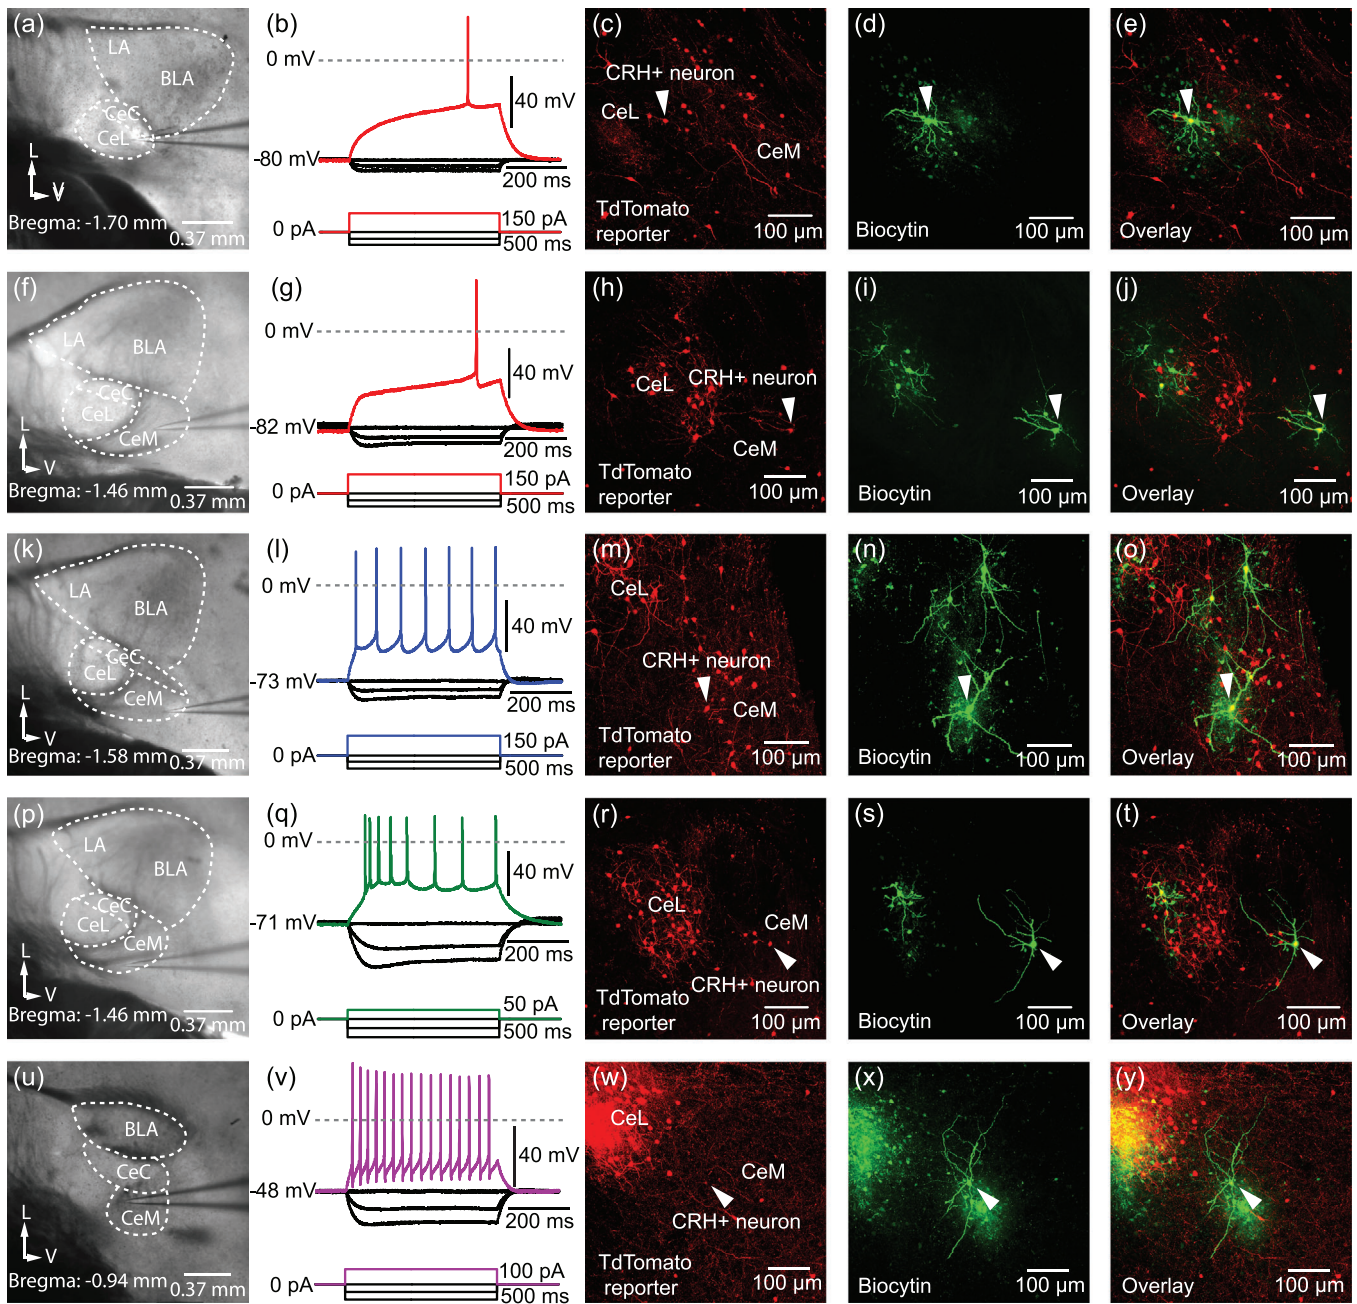 (a)
LA
BLA
CeC
CeL
L
V
Bregma: -1.70 mm
0.37 mm
(b)
0 mV
40 mV
-80 mV
200 ms
150 pA
0 pA
500 ms
(c)
CRH+ neuron
CeL
CeM
TdTomato
reporter
100 µm
(d)
Biocytin
100 µm
(e)
Overlay
100 µm
(f)
LA
BLA
CeC
CeL
CeM
L
V
Bregma: -1.46 mm
0.37 mm
(g)
0 mV
40 mV
-82 mV
200 ms
150 pA
0 pA
500 ms
(h)
CeL
CRH+ neuron
CeM
TdTomato
reporter
100 µm
(i)
Biocytin
100 µm
(j)
Overlay
100 µm
(k)
LA
BLA
CeC
CeL
CeM
L
V
Bregma: -1.58 mm
0.37 mm
(l)
0 mV
40 mV
-73 mV
200 ms
150 pA
0 pA
500 ms
(m)
CeL
CRH+ neuron
CeM
TdTomato
reporter
100 µm
(n)
Biocytin
100 µm
(o)
Overlay
100 µm
(p)
LA
BLA
CeC
CeL
CeM
L
V
Bregma: -1.46 mm
0.37 mm
(q)
0 mV
40 mV
-71 mV
200 ms
50 pA
0 pA
500 ms
(r)
CeL
CeM
CRH+ neuron
TdTomato
reporter
100 µm
(s)
Biocytin
100 µm
(t)
Overlay
100 µm
(u)
BLA
CeC
CeM
L
V
Bregma: -0.94 mm
0.37 mm
(v)
0 mV
40 mV
-48 mV
200 ms
100 pA
0 pA
500 ms
(w)
CeL
CeM
CRH+ neuron
TdTomato
reporter
100 µm
(x)
Biocytin
100 µm
(y)
Overlay
100 µm